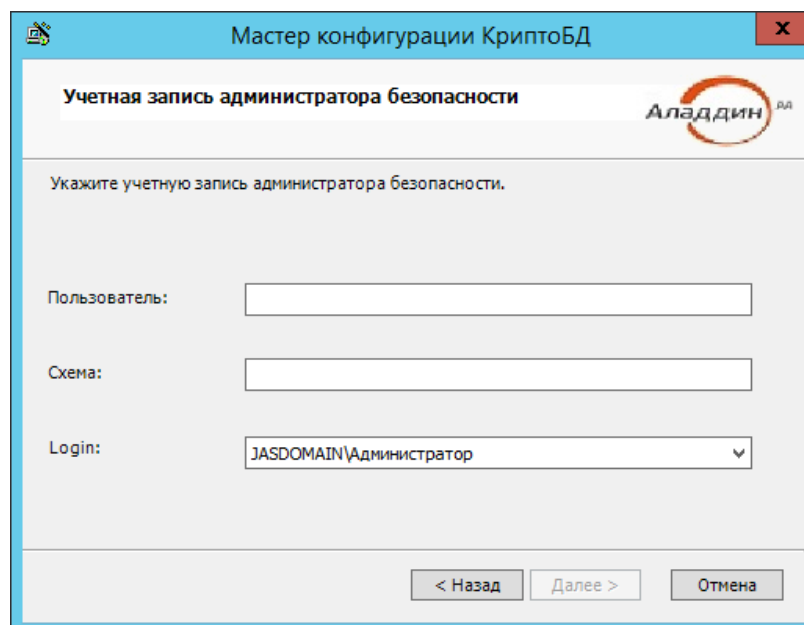 Мастер конфигурации КриптоБД
x
Учетная запись администратора безопасности
Аладдин РД
Укажите учетную запись администратора безопасности.
Пользователь:
Схема:
Login:
JASDOMAIN\Администратор
< Назад
Далее >
Отмена